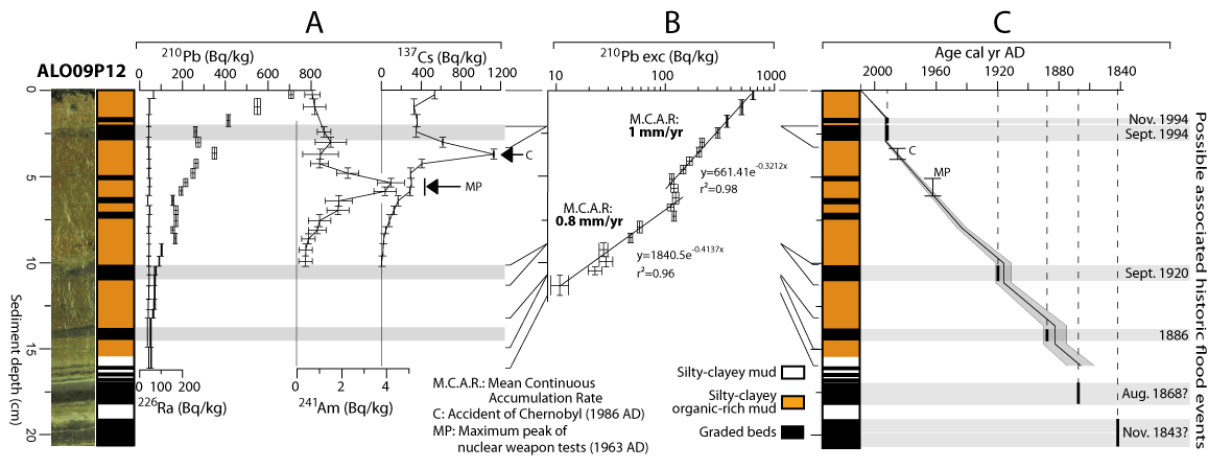 A
B
C
ALO09P12
210Pb (Bq/kg)
0 200 400 600 800
137Cs (Bq/kg)
0 400 800 1200
210Pb exc (Bq/kg)
10 100 1000
Age cal yr AD
2000 1960 1920 1880 1840
0
5
10
15
20
Sediment depth (cm)
C
MP
0 100 200
226Ra (Bq/kg)
0 2 4 6
241Am (Bq/kg)
M.C.A.R:
1 mm/yr
y=661.41e-0.3212x
r²=0.98
M.C.A.R:
0.8 mm/yr
y=1840.5e-0.4137x
r²=0.96
M.C.A.R.: Mean Continuous
Accumulation Rate
C: Accident of Chernobyl (1986 AD)
MP: Maximum peak of
nuclear weapon tests (1963 AD)
Silty-clayey mud
Silty-clayey
organic-rich mud
Graded beds
C
MP
Nov. 1994
Sept. 1994
Sept. 1920
1886
Aug. 1868?
Nov. 1843?
Possible associated historic flood events